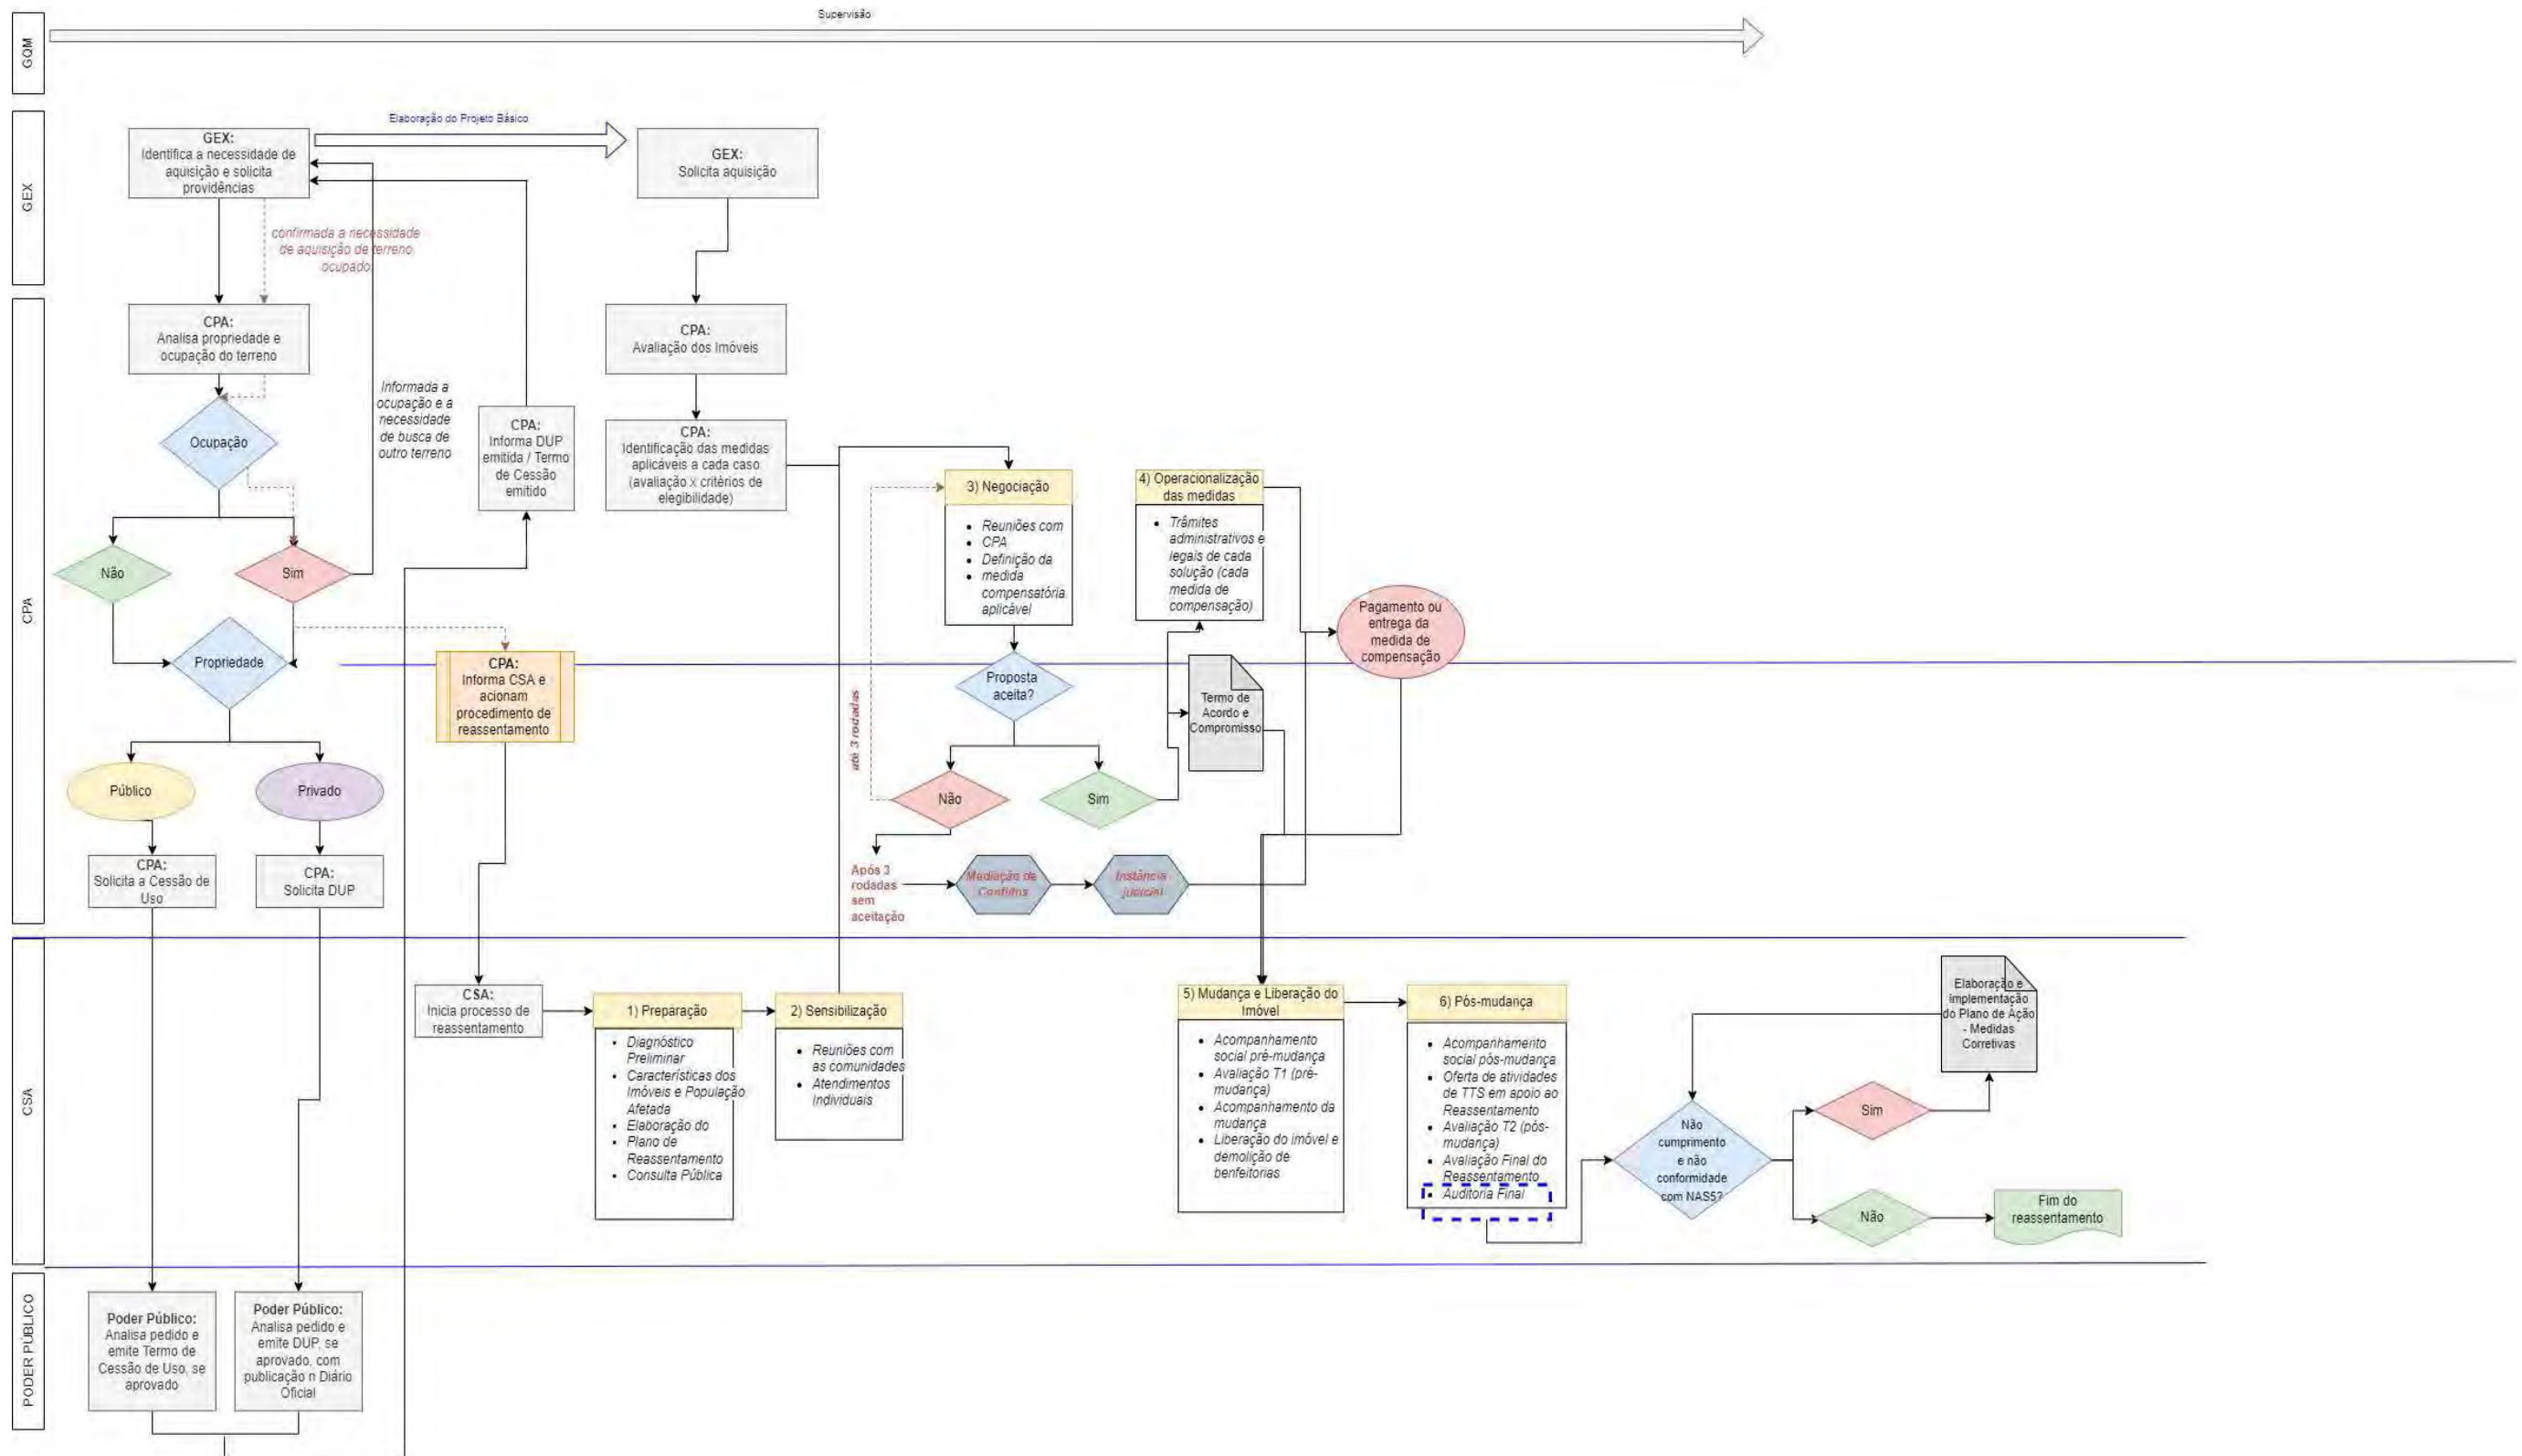 Supervisão
GQM
GEX
Elaboração do Projeto Básico
GEX:
Identifica a necessidade de
aquisição e solicita
providências
GEX:
Solicita aquisição
confirmada a necessidade
de aquisição de terreno
ocupado
CPA
CPA:
Analisa propriedade e
ocupação do terreno
Ocupação
Não
Sim
Informada a
ocupação e a
necessidade
de busca de
outro terreno
CPA:
Informa DUP
emitida / Termo
de Cessão
emitido
CPA:
Avaliação dos Imóveis
CPA:
Identificação das medidas
aplicáveis a cada caso
(avaliação x critérios de
elegibilidade)
Propriedade
Público
Privado
CPA:
Solicita a Cessão de
Uso
CPA:
Solicita DUP
CPA:
Informa CSA e
acionam
procedimento de
reassentamento
3) Negociação
• Reuniões com
• CPA
• Definição da
• medida
compensatória
aplicável
4) Operacionalização
das medidas
• Trâmites
administrativos e
legais de cada
solução (cada
medida de
compensação)
Pagamento ou
entrega da
medida de
compensação
Proposta
aceita?
até 3 rodadas
Não
Sim
Termo de
Acordo e
Compromisso
Após 3
rodadas
sem
aceitação
Mediação de
Conflitos
Instância
judicial
CSA
CSA:
Inicia processo de
reassentamento
1) Preparação
• Diagnóstico
Preliminar
• Características dos
Imóveis e População
Afetada
• Elaboração do
• Plano de
Reassentamento
• Consulta Pública
2) Sensibilização
• Reuniões com
as comunidades
• Atendimentos
Individuais
5) Mudança e Liberação do
Imóvel
• Acompanhamento
social pré-mudança
• Avaliação T1 (pré-
mudança)
• Acompanhamento da
mudança
• Liberação do imóvel e
demolição de
benfeitorias
6) Pós-mudança
• Acompanhamento
social pós-mudança
• Oferta de atividades
de TTS em apoio ao
Reassentamento
• Avaliação T2 (pós-
mudança)
• Avaliação Final do
Reassentamento
• Auditoria Final
Não
cumprimento
e não
conformidade
com NAS5?
Sim
Não
Elaboração e
implementação
do Plano de Ação
- Medidas
Corretivas
Fim do
reassentamento
PODER PÚBLICO
Poder Público:
Analisa pedido e
emite Termo de
Cessão de Uso, se
aprovado
Poder Público:
Analisa pedido e
emite DUP, se
aprovado, com
publicação n Diário
Oficial